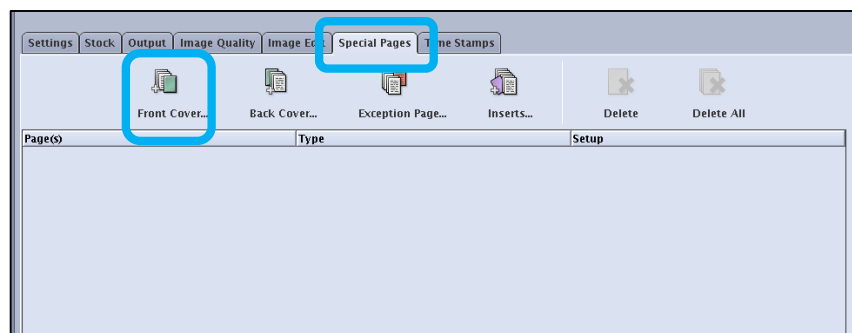 Settings Stock Output Image Quality Image Edit Special Pages Time Stamps
Front Cover... Back Cover... Exception Page... Inserts... Delete Delete All
Page(s) Type Setup